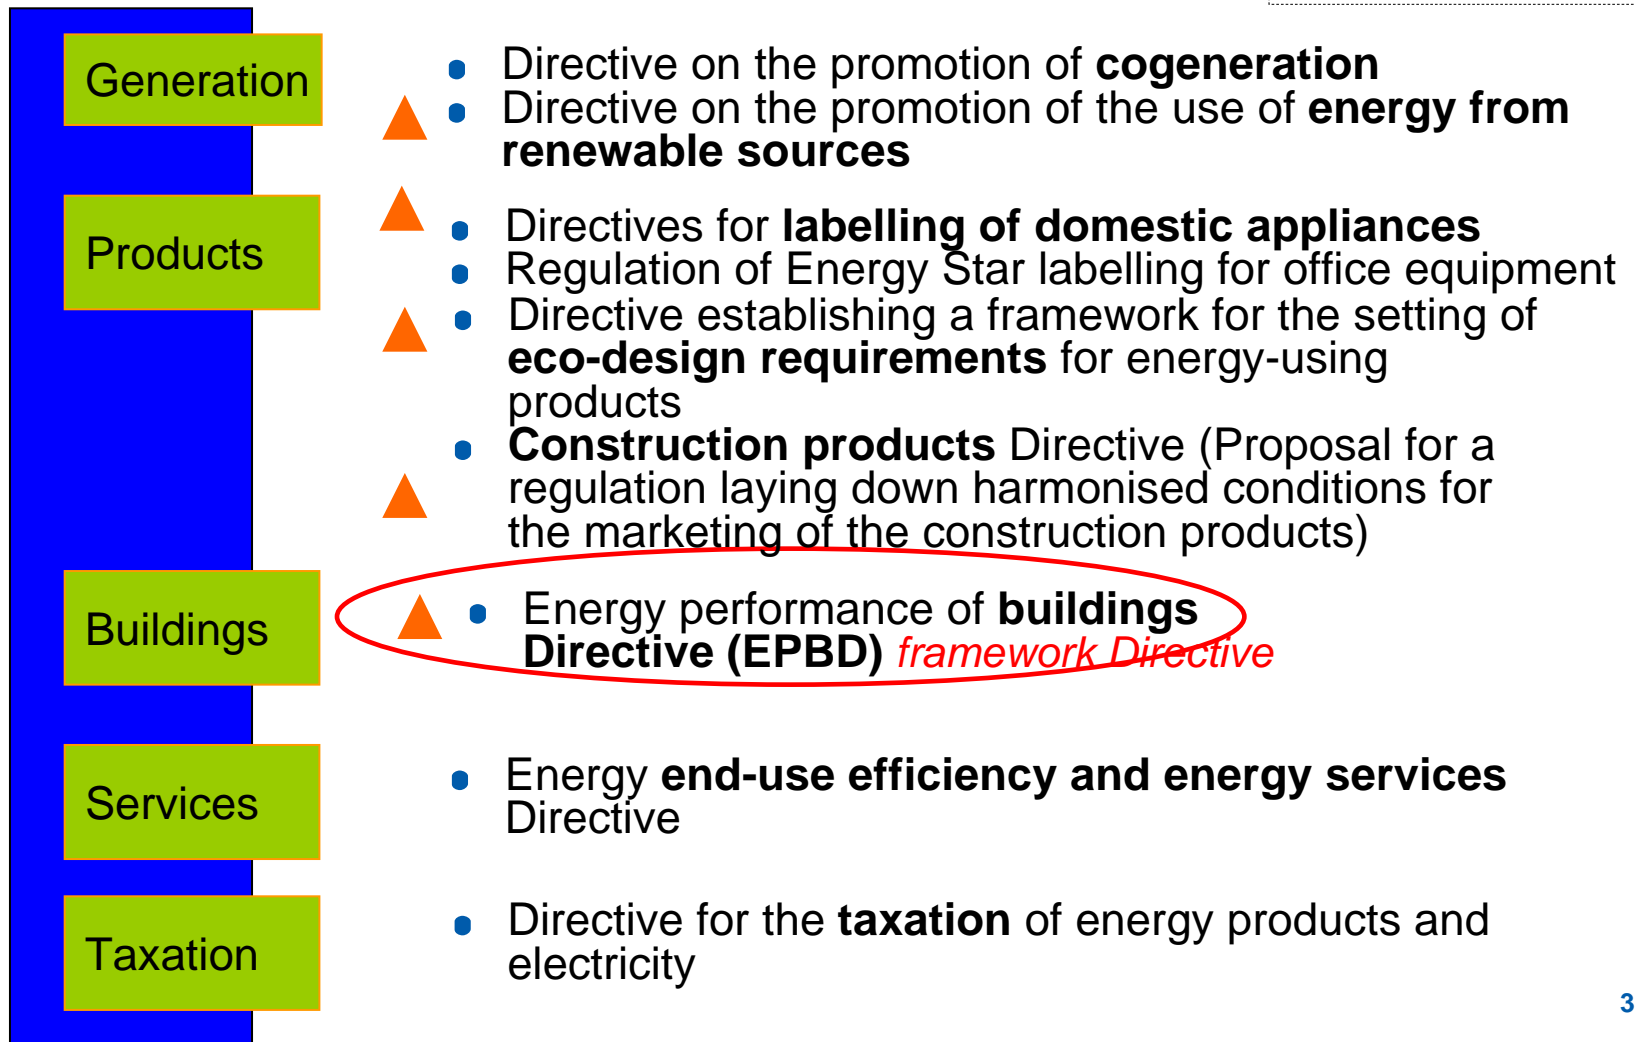 Generation
Directive on the promotion of cogeneration
Directive on the promotion of the use of energy from
renewable sources
Products
Directives for labelling of domestic appliances
Regulation of Energy Star labelling for office equipment
Directive establishing a framework for the setting of
eco-design requirements for energy-using
products
Construction products Directive (Proposal for a
regulation laying down harmonised conditions for
the marketing of the construction products)
Buildings
Energy performance of buildings
Directive (EPBD) framework Directive
Services
Energy end-use efficiency and energy services
Directive
Taxation
Directive for the taxation of energy products and
electricity
3